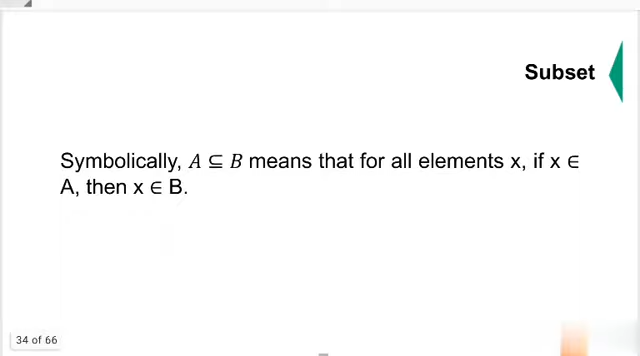 Subset
Symbolically, A ⊆ B means that for all elements x, if x ∈
A, then x ∈ B.
34 of 66